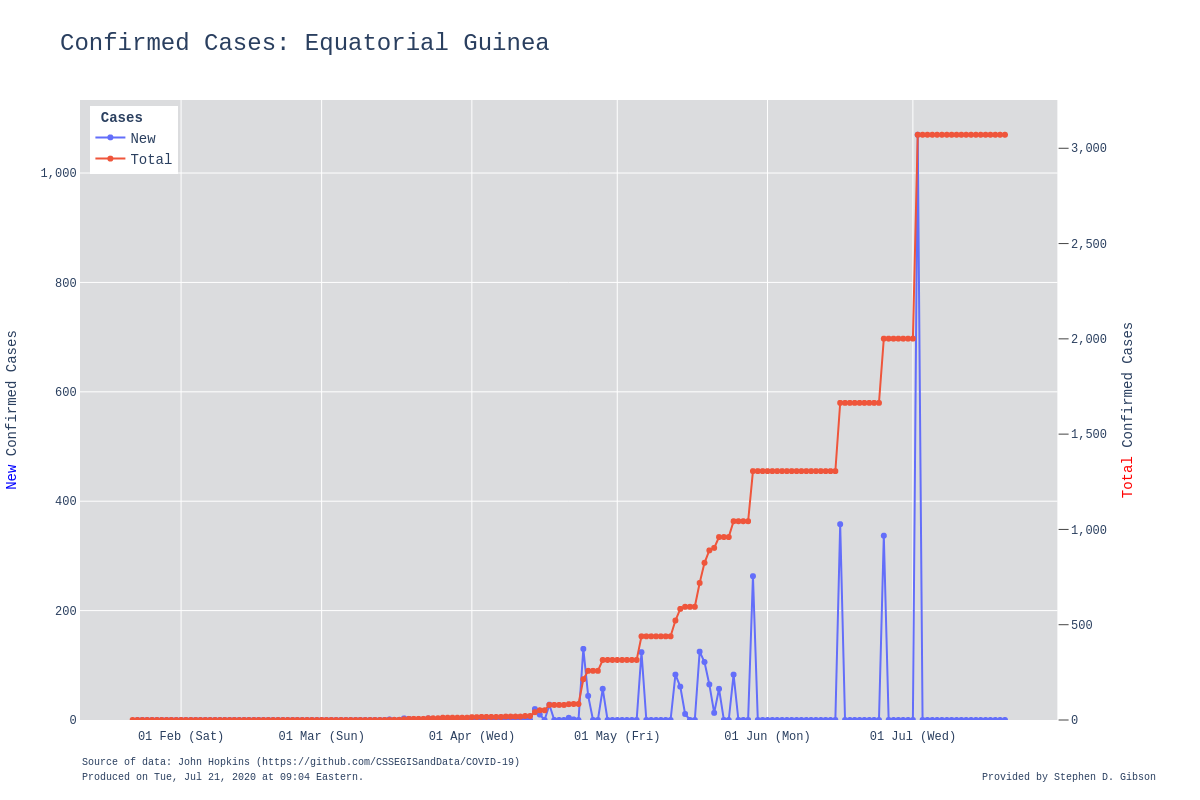 Confirmed Cases: Equatorial Guinea
Cases
New
Total
1,000
800
600
400
200
0
3,000
2,500
2,000
1,500
1,000
500
0
New Confirmed Cases
Total Confirmed Cases
01 Feb (Sat)
01 Mar (Sun)
01 Apr (Wed)
01 May (Fri)
01 Jun (Mon)
01 Jul (Wed)
Source of data: John Hopkins (https://github.com/CSSEGISandData/COVID-19)
Produced on Tue, Jul 21, 2020 at 09:04 Eastern.
Provided by Stephen D. Gibson